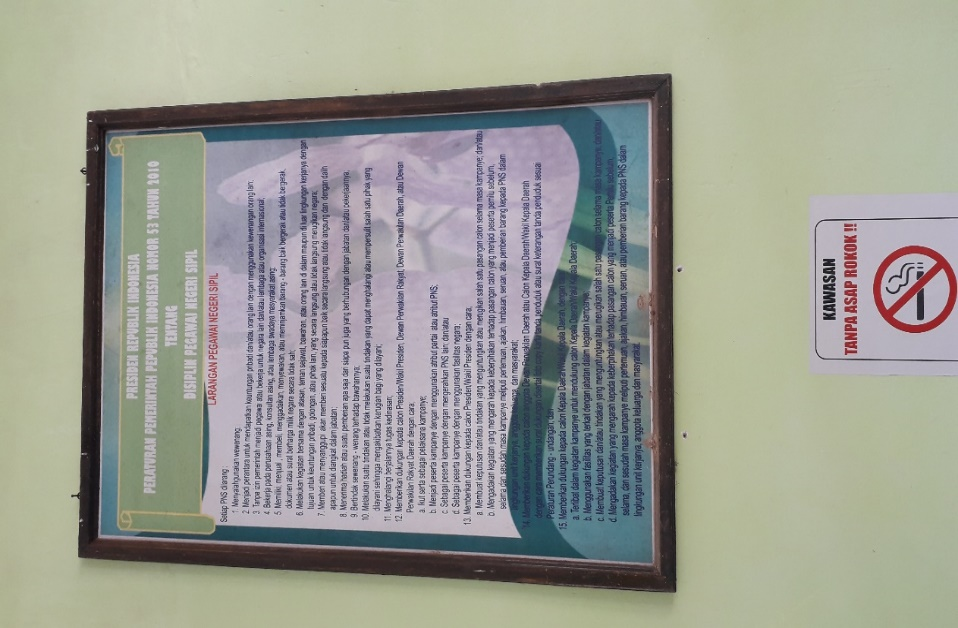 PRESIDEN REPUBLIK INDONESIA
PERATURAN PEMERINTAH REPUBLIK INDONESIA NOMOR 53 TAHUN 2010
TENTANG
DISIPLIN PEGAWAI NEGERI SIPIL
LARANGAN PEGAWAI NEGERI SIPIL
Setiap PNS dilarang :
1. Menyalahgunakan wewenang;
2. Menjadi perantara untuk mendapatkan keuntungan pribadi dan/atau orang lain dengan menggunakan kewenangan orang lain;
3. Tanpa izin pemerintah menjadi pegawai atau bekerja untuk negara lain dan/atau lembaga atau organisasi internasional;
4. Bekerja pada perusahaan asing, konsultan asing, atau lembaga swadaya masyarakat asing;
5. Memiliki, menjual, membeli, menggadaikan, menyewakan, atau meminjamkan barang - barang baik bergerak atau tidak bergerak,
dokumen atau surat berharga milik negara secara tidak sah;
6. Melakukan kegiatan bersama dengan atasan, teman sejawat, bawahan, atau orang lain di dalam maupun di luar lingkungan kerjanya dengan
tujuan untuk keuntungan pribadi, golongan, atau pihak lain, yang secara langsung atau tidak langsung merugikan negara;
7. Memberi atau menyanggupi akan memberi sesuatu kepada siapapun baik secara langsung atau tidak langsung dan dengan dalih
apapun untuk diangkat dalam jabatan;
8. Menerima hadiah atau suatu pemberian apa saja dari siapa pun juga yang berhubungan dengan jabatan dan/atau pekerjaannya;
9. Bertindak sewenang - wenang terhadap bawahannya;
10. Melakukan suatu tindakan atau tidak melakukan suatu tindakan yang dapat menghalangi atau mempersulit salah satu pihak yang
dilayani sehingga mengakibatkan kerugian bagi yang dilayani;
11. Menghalangi berjalannya tugas kedinasan;
12. Memberikan dukungan kepada calon Presiden/Wakil Presiden, Dewan Perwakilan Rakyat, Dewan Perwakilan Daerah, atau Dewan
Perwakilan Rakyat Daerah dengan cara;
a. Ikut serta sebagai pelaksana kampanye;
b. Menjadi peserta kampanye dengan menggunakan atribut partai atau atribut PNS;
c. Sebagai peserta kampanye dengan mengerahkan PNS lain; dan/atau
d. Sebagai peserta kampanye dengan menggunakan fasilitas negara;
13. Memberikan dukungan kepada calon Presiden/Wakil Presiden dengan cara;
a. Membuat keputusan dan/atau tindakan yang menguntungkan atau merugikan salah satu pasangan calon selama masa kampanye; dan/atau
b. Mengadakan kegiatan yang mengarah kepada keberpihakan terhadap pasangan calon yang menjadi peserta pemilu sebelum,
selama dan sesudah masa kampanye meliputi pertemuan, ajakan, himbauan, seruan, atau pemberian barang kepada PNS dalam
dan masyarakat;
14. Memberikan dukungan kepada calon anggota Dewan Perwakilan Daerah atau Calon Kepala Daerah/Wakil Kepala Daerah
dengan cara tanda penduduk atau surat keterangan tanda penduduk sesuai
Peraturan Perundang - undangan; dan
15. Memberikan dukungan kepada calon Kepala Daerah/Wakil Kepala Daerah, dengan cara;
a. Terlibat dalam kegiatan kampanye untuk mendukung calon Kepala Daerah/Wakil Kepala Daerah;
b. Menggunakan fasilitas yang terkait dengan jabatan dalam kegiatan kampanye;
c. Membuat keputusan dan/atau tindakan yang menguntungkan atau merugikan salah satu pasangan calon selama masa kampanye; dan/atau
d. Mengadakan kegiatan yang mengarah kepada keberpihakan terhadap pasangan calon yang menjadi peserta Pemilu sebelum,
selama, dan sesudah masa kampanye meliputi pertemuan, ajakan, himbauan, seruan, atau pemberian barang kepada PNS dalam
lingkungan unit kerjanya, anggota keluarga dan masyarakat.
KAWASAN
TANPA ASAP ROKOK !!